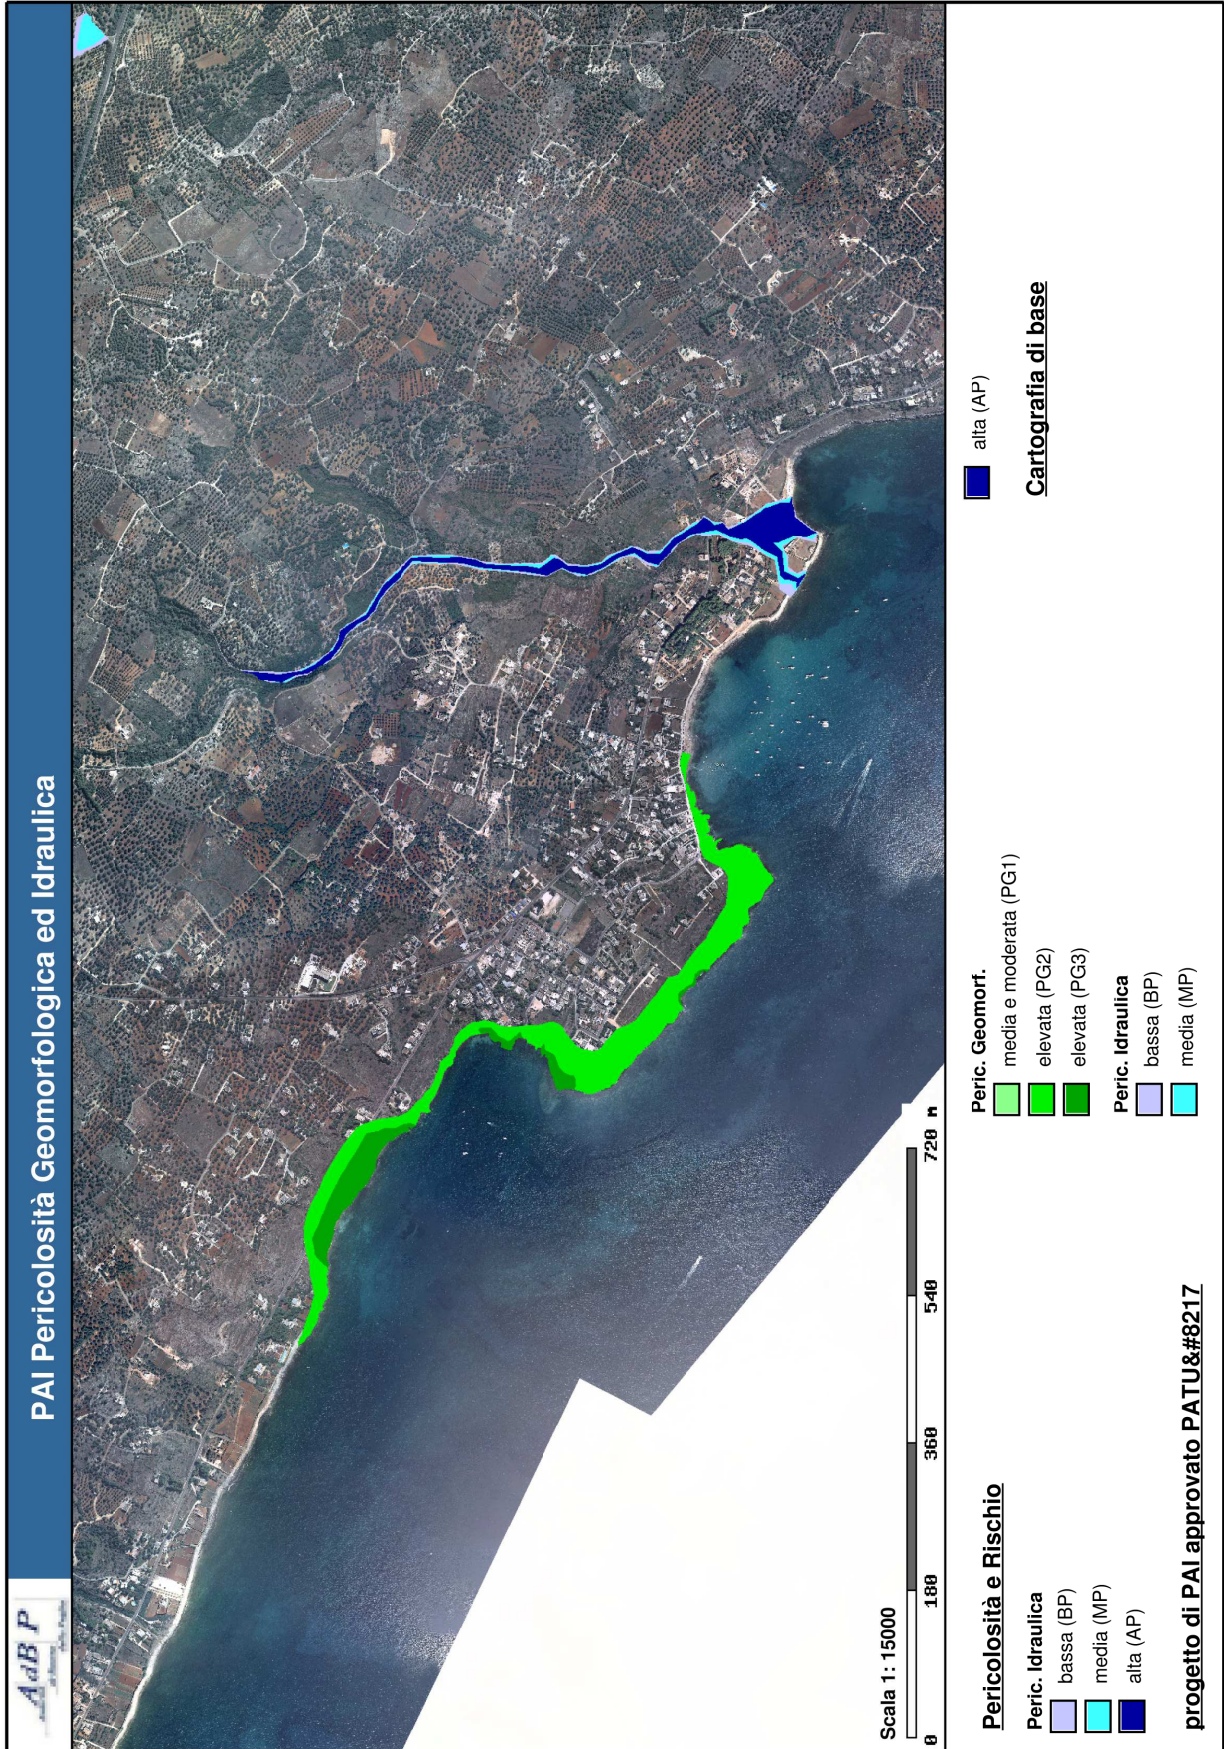 AdB P
PAI Pericolosità Geomorfologica ed Idraulica
Scala 1: 15000
0 180 360 540 720 m
Pericolosità e Rischio
Peric. Idraulica
bassa (BP)
media (MP)
alta (AP)
progetto di PAI approvato PATU&#8217
Peric. Geomorf.
media e moderata (PG1)
elevata (PG2)
elevata (PG3)
Peric. Idraulica
bassa (BP)
media (MP)
alta (AP)
Cartografia di base